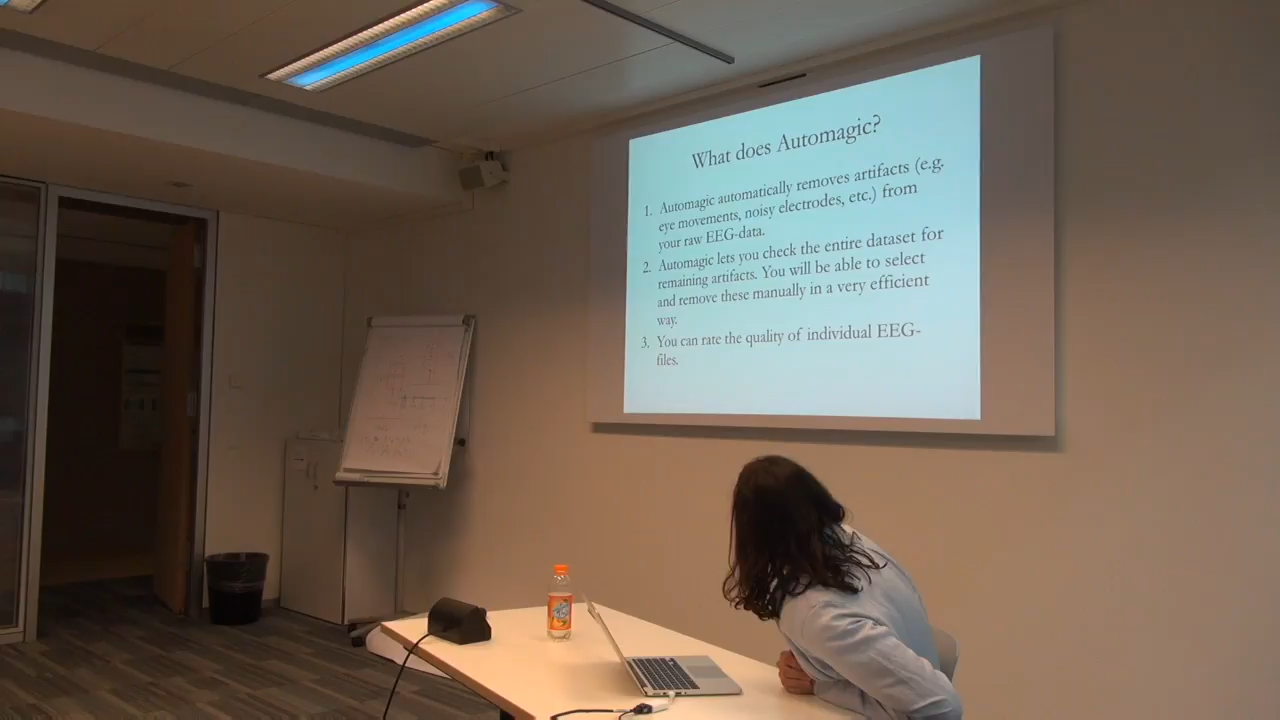 What does Automagic?
1. Automagic automatically removes artifacts (e.g.
eye movements, noisy electrodes, etc.) from
your raw EEG-data.
2. Automagic lets you check the entire dataset for
remaining artifacts. You will be able to select
and remove these manually in a very efficient
way.
3. You can rate the quality of individual EEG-
files.